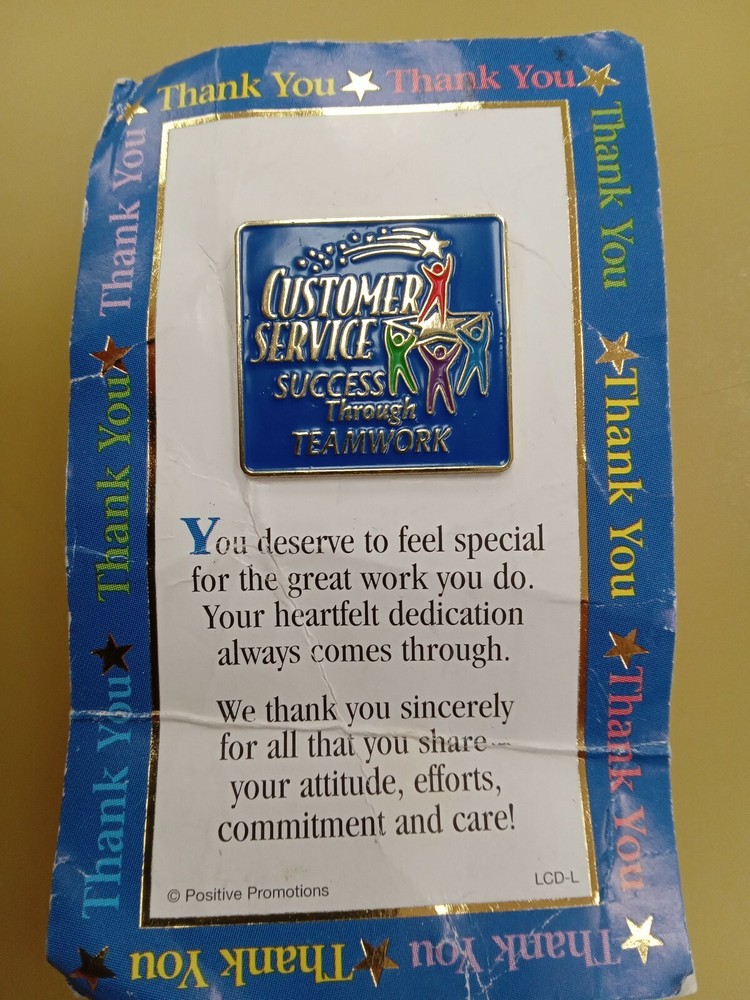 Thank You Thank You
Thank You
Thank You
Thank You
Thank You
Thank You
Thank You
Thank You Thank You
CUSTOMER
SERVICE
SUCCESS
Through
TEAMWORK
You deserve to feel special
for the great work you do.
Your heartfelt dedication
always comes through.
We thank you sincerely
for all that you share—
your attitude, efforts,
commitment and care!
© Positive Promotions
LCD-L